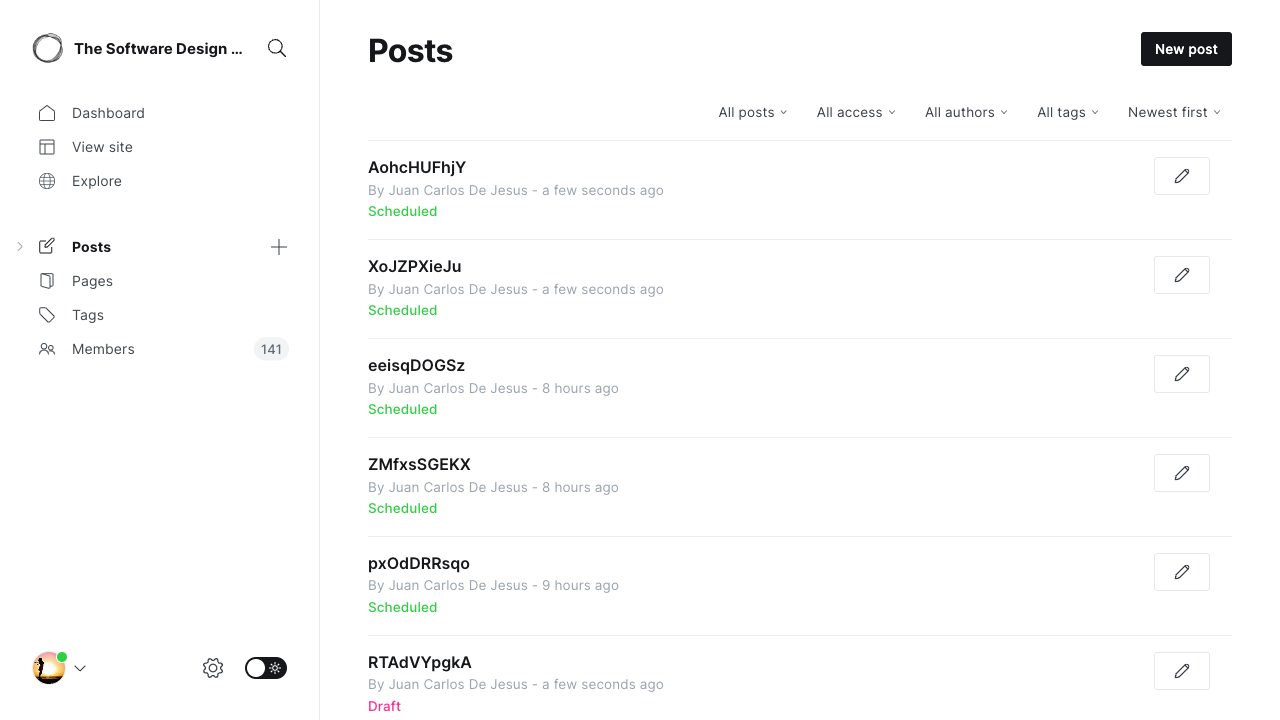 The Software Design ...
Dashboard
View site
Explore
Posts
Pages
Tags
Members 141
Posts
New post
All posts All access All authors All tags Newest first
AohcHUFhjY
By Juan Carlos De Jesus - a few seconds ago
Scheduled
XoJZPXieJu
By Juan Carlos De Jesus - a few seconds ago
Scheduled
eeisqDOGSz
By Juan Carlos De Jesus - 8 hours ago
Scheduled
ZMfxsSGEKX
By Juan Carlos De Jesus - 8 hours ago
Scheduled
pxOdDRRsqo
By Juan Carlos De Jesus - 9 hours ago
Scheduled
RTAdVYpgkA
By Juan Carlos De Jesus - a few seconds ago
Draft